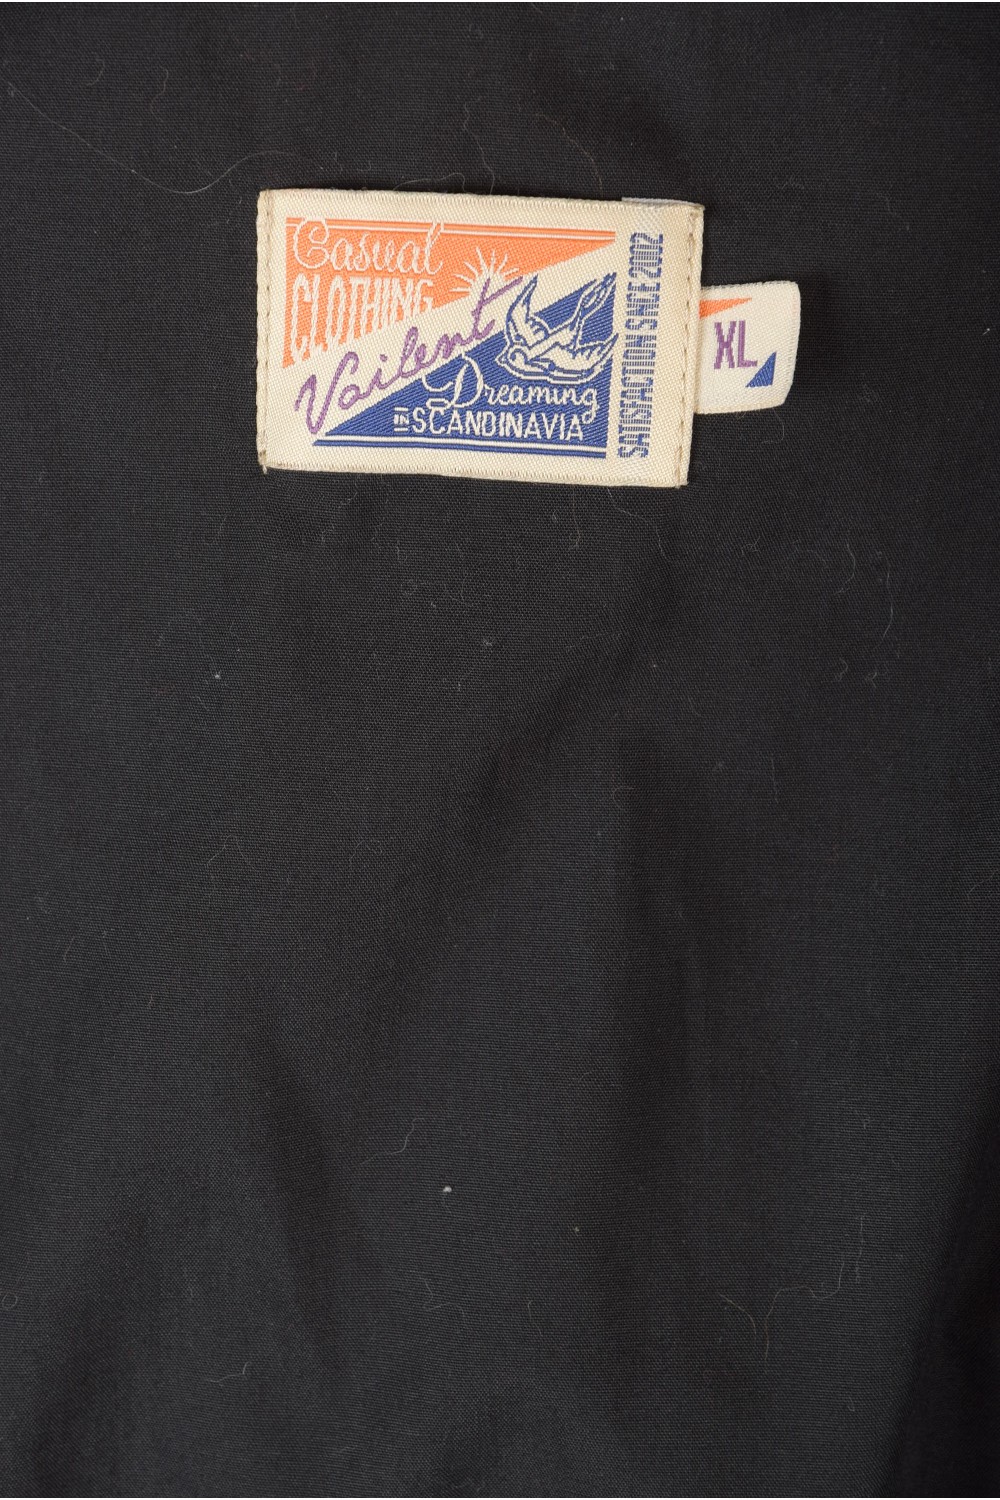 Casual
CLOTHING
Vailent
Dreaming
IN SCANDINAVIA
SATISFACTION SINCE 2002
XL